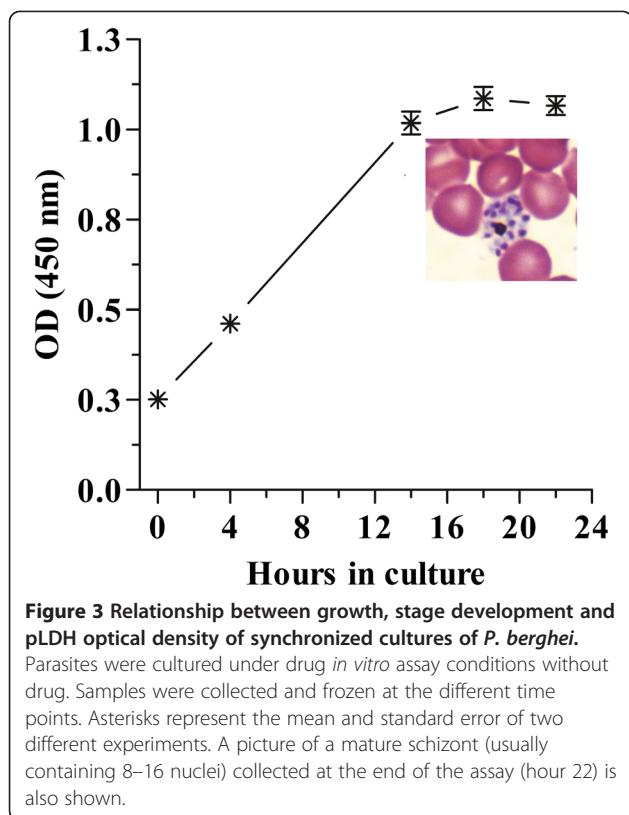 1.3
1.0
0.8
0.5
0.3
0.0
OD (450 nm)
0 4 8 12 16 20 24
Hours in culture
Figure 3 Relationship between growth, stage development and
pLDH optical density of synchronized cultures of P. berghei.
Parasites were cultured under drug in vitro assay conditions without
drug. Samples were collected and frozen at the different time
points. Asterisks represent the mean and standard error of two
different experiments. A picture of a mature schizont (usually
containing 8–16 nuclei) collected at the end of the assay (hour 22) is
also shown.